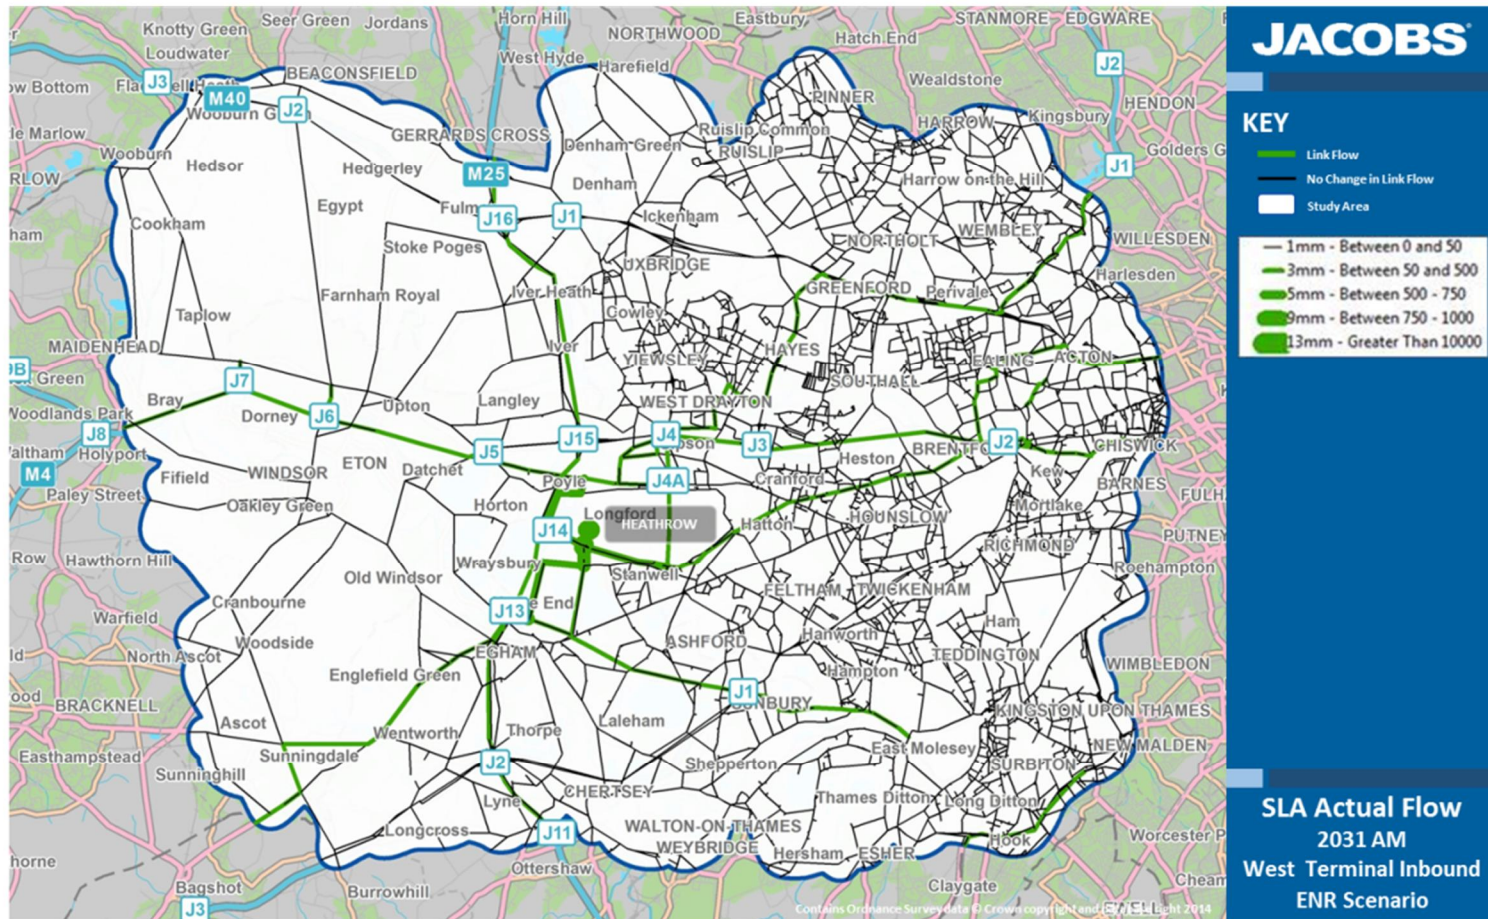 Knotty Green
Seer Green
Jordans
Horn Hill
Eastbury
STANMORE
EDGWARE
NORTHWOOD
Hatch End
Loudwater
West Hyde
Harefield
J2
J3
BEACONSFIELD
Wealdstone
ow Bottom
M40
PINNER
HENDON
J2
HARROW
Kingsbury
GERRARDS CROSS
Ruislip Common
Denham Green
RUISLIP
tle Marlow
Wooburn
Hedsor
Hedgerley
M25
Denham
J1
Golders G
RLOW
Harrow on the Hill
Egypt
J16
J1
Ickenham
Cookham
WEMBLEY
NORTHOLT
WILLESDEN
ham
Stoke Poges
UXBRIDGE
Harlesden
Iver Heath
GREENFORD
Perivale
Farnham Royal
Cowley
Taplow
MAIDENHEAD
Iver
YIEWSLEY
HAYES
EALING
ACTON
9B
J7
SOUTHALL
Bray
Dorney
J6
Upton
Langley
WEST DRAYTON
Woodlands Park
J8
J15
J4
J3
J2
CHISWICK
Holyport
J5
Heston
M4
Fifield
WINDSOR
ETON
Datchet
Poyle
J4A
Cranford
Kew
BARNES
Paley Street
Oakley Green
Horton
Longford
HEATHROW
Hatton
HOUNSLOW
Mortlake
J14
RICHMOND
PUTNEY
Row
Hawthorn Hill
Wraysbury
Stanwell
Roehampton
Old Windsor
FELTHAM
TWICKENHAM
Cranbourne
J13
e End
Warfield
Ham
Woodside
ASHFORD
Hanworth
TEDDINGTON
WIMBLEDON
North Ascot
EGHAM
Englefield Green
Hampton
J1
BRACKNELL
KINGSTON UPON THAMES
Ascot
Wentworth
Thorpe
Laleham
Easthampstead
Sunningdale
East Molesey
NEW MALDEN
Sunninghill
J2
Shepperton
SURBITON
Lyne
CHERTSEY
Thames Ditton
Long Ditton
Longcross
J11
WALTON-ON-THAMES
Hook
WEYBRIDGE
Hersham
ESHER
horne
Ottershaw
Claygate
Bagshot
Burrowhill
J3
JACOBS
KEY
Link Flow
No Change in Link Flow
Study Area
1mm - Between 0 and 50
3mm - Between 50 and 500
5mm - Between 500 - 750
9mm - Between 750 - 1000
13mm - Greater Than 10000
SLA Actual Flow
2031 AM
West Terminal Inbound
ENR Scenario